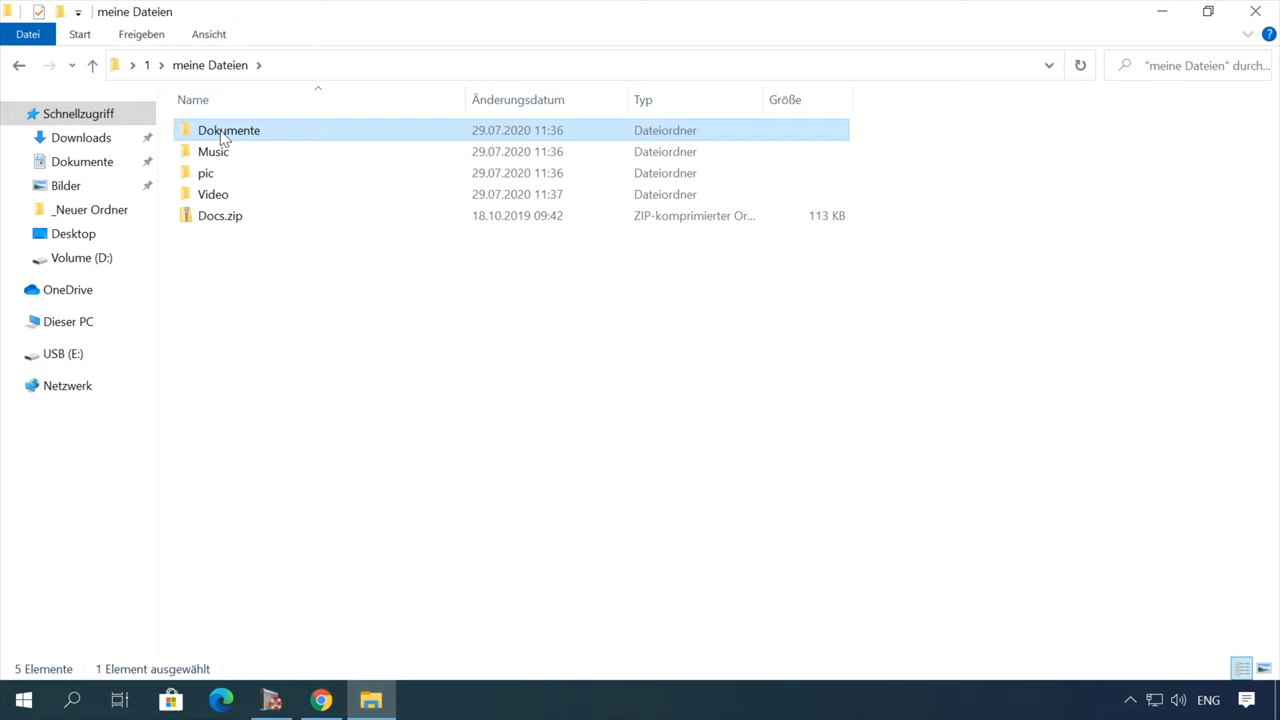 meine Dateien
Datei Start Freigeben Ansicht
1 meine Dateien "meine Dateien" durch...
Name Änderungsdatum Typ Größe
Schnellzugriff
Downloads
Dokumente
Bilder
_Neuer Ordner
Desktop
Volume (D:)
OneDrive
Dieser PC
USB (E:)
Netzwerk
Dokumente 29.07.2020 11:36 Dateiordner
Music 29.07.2020 11:36 Dateiordner
pic 29.07.2020 11:36 Dateiordner
Video 29.07.2020 11:37 Dateiordner
Docs.zip 18.10.2019 09:42 ZIP-komprimierter Or... 113 KB
5 Elemente 1 Element ausgewählt
ENG